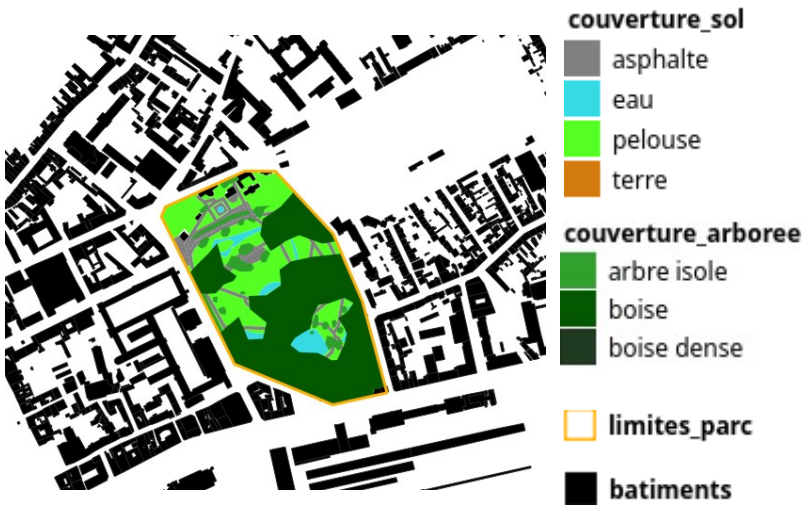 couverture_sol
asphalte
eau
pelouse
terre
couverture_arboree
arbre isole
boise
boise dense
limites_parc
batiments